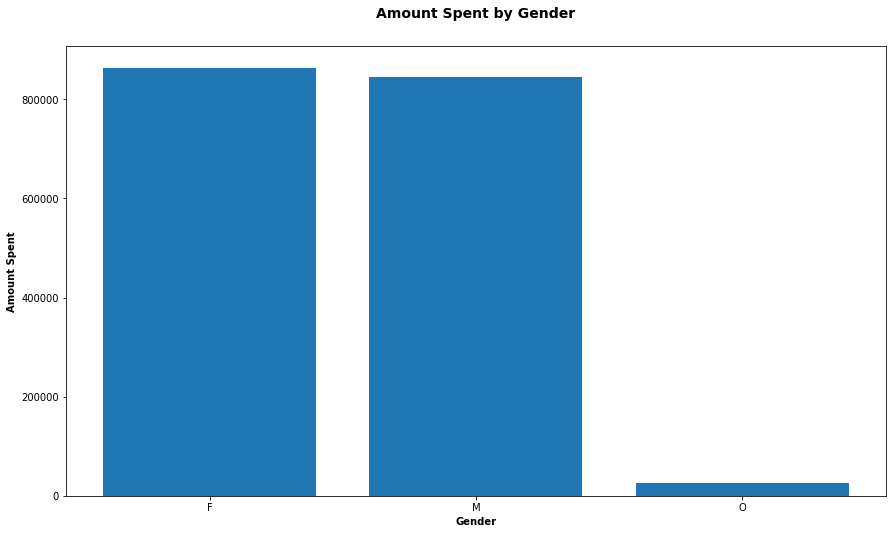 Amount Spent by Gender
800000
600000
400000
200000
0
Amount Spent
F M O
Gender